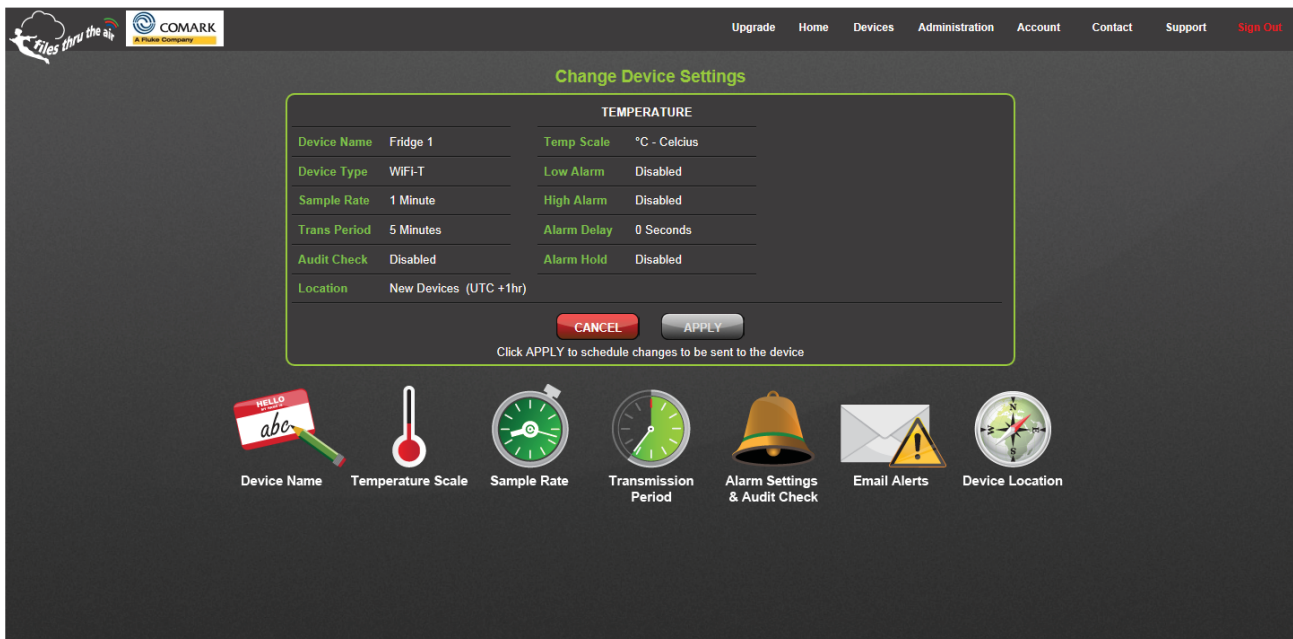 files thru the air
COMARK
A Fluke Company
Upgrade Home Devices Administration Account Contact Support Sign Out
Change Device Settings
TEMPERATURE
Device Name Fridge 1 Temp Scale °C - Celcius
Device Type WiFi-T Low Alarm Disabled
Sample Rate 1 Minute High Alarm Disabled
Trans Period 5 Minutes Alarm Delay 0 Seconds
Audit Check Disabled Alarm Hold Disabled
Location New Devices (UTC +1hr)
CANCEL APPLY
Click APPLY to schedule changes to be sent to the device
HELLO
abc
N
W E
S
Device Name Temperature Scale Sample Rate Transmission Period Alarm Settings & Audit Check Email Alerts Device Location